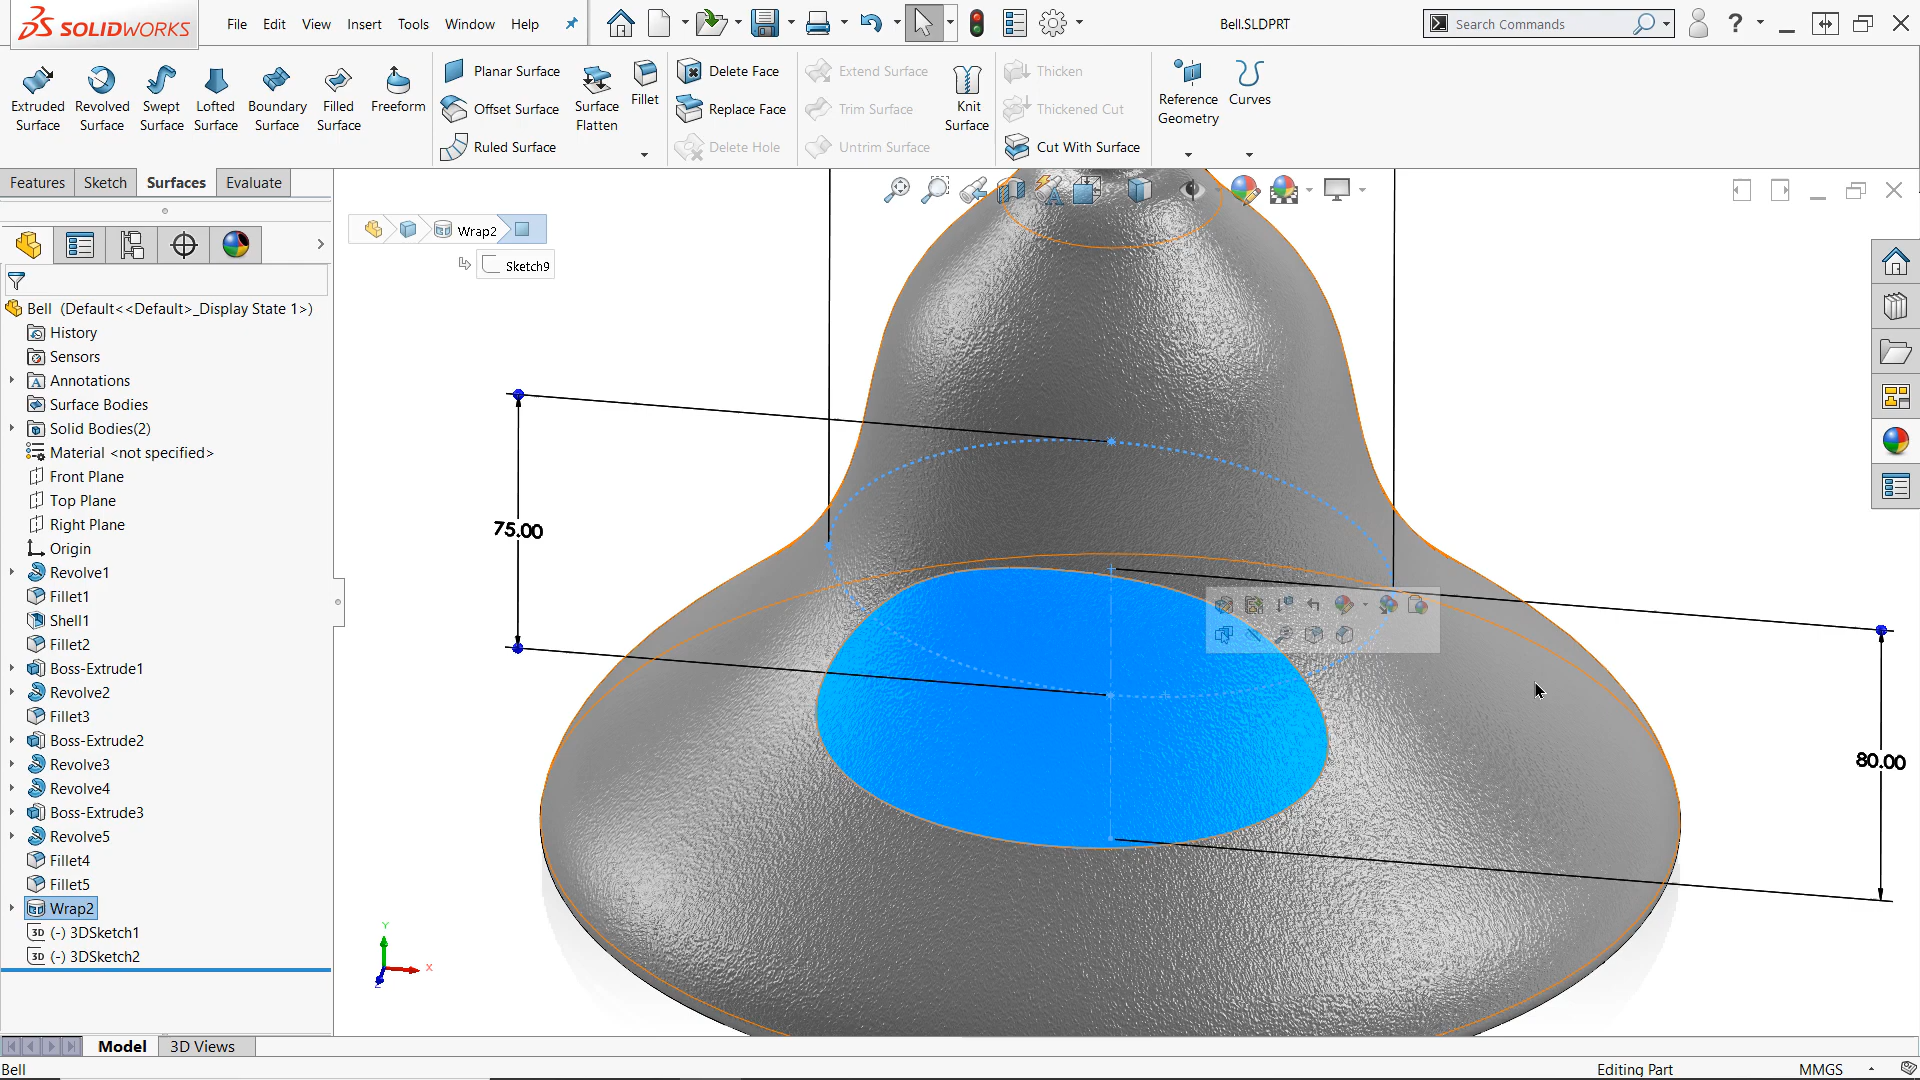 SOLIDWORKS File Edit View Insert Tools Window Help Bell.SLDPRT Search Commands ?
Extruded Surface
Revolved Surface
Swept Surface
Lofted Surface
Boundary Surface
Filled Surface
Freeform
Planar Surface
Offset Surface
Ruled Surface
Surface Flatten
Fillet
Delete Face
Replace Face
Delete Hole
Extend Surface
Trim Surface
Untrim Surface
Knit Surface
Thicken
Thickened Cut
Cut With Surface
Reference Geometry
Curves
Features Sketch Surfaces Evaluate
Wrap2
Sketch9
Bell (Default<<Default>_Display State 1>)
History
Sensors
Annotations
Surface Bodies
Solid Bodies(2)
Material <not specified>
Front Plane
Top Plane
Right Plane
Origin
Revolve1
Fillet1
Shell1
Fillet2
Boss-Extrude1
Revolve2
Fillet3
Boss-Extrude2
Revolve3
Revolve4
Boss-Extrude3
Revolve5
Fillet4
Fillet5
Wrap2
3D (-) 3DSketch1
3D (-) 3DSketch2
75.00
80.00
Y
X
Z
Model 3D Views
Bell Editing Part MMGS